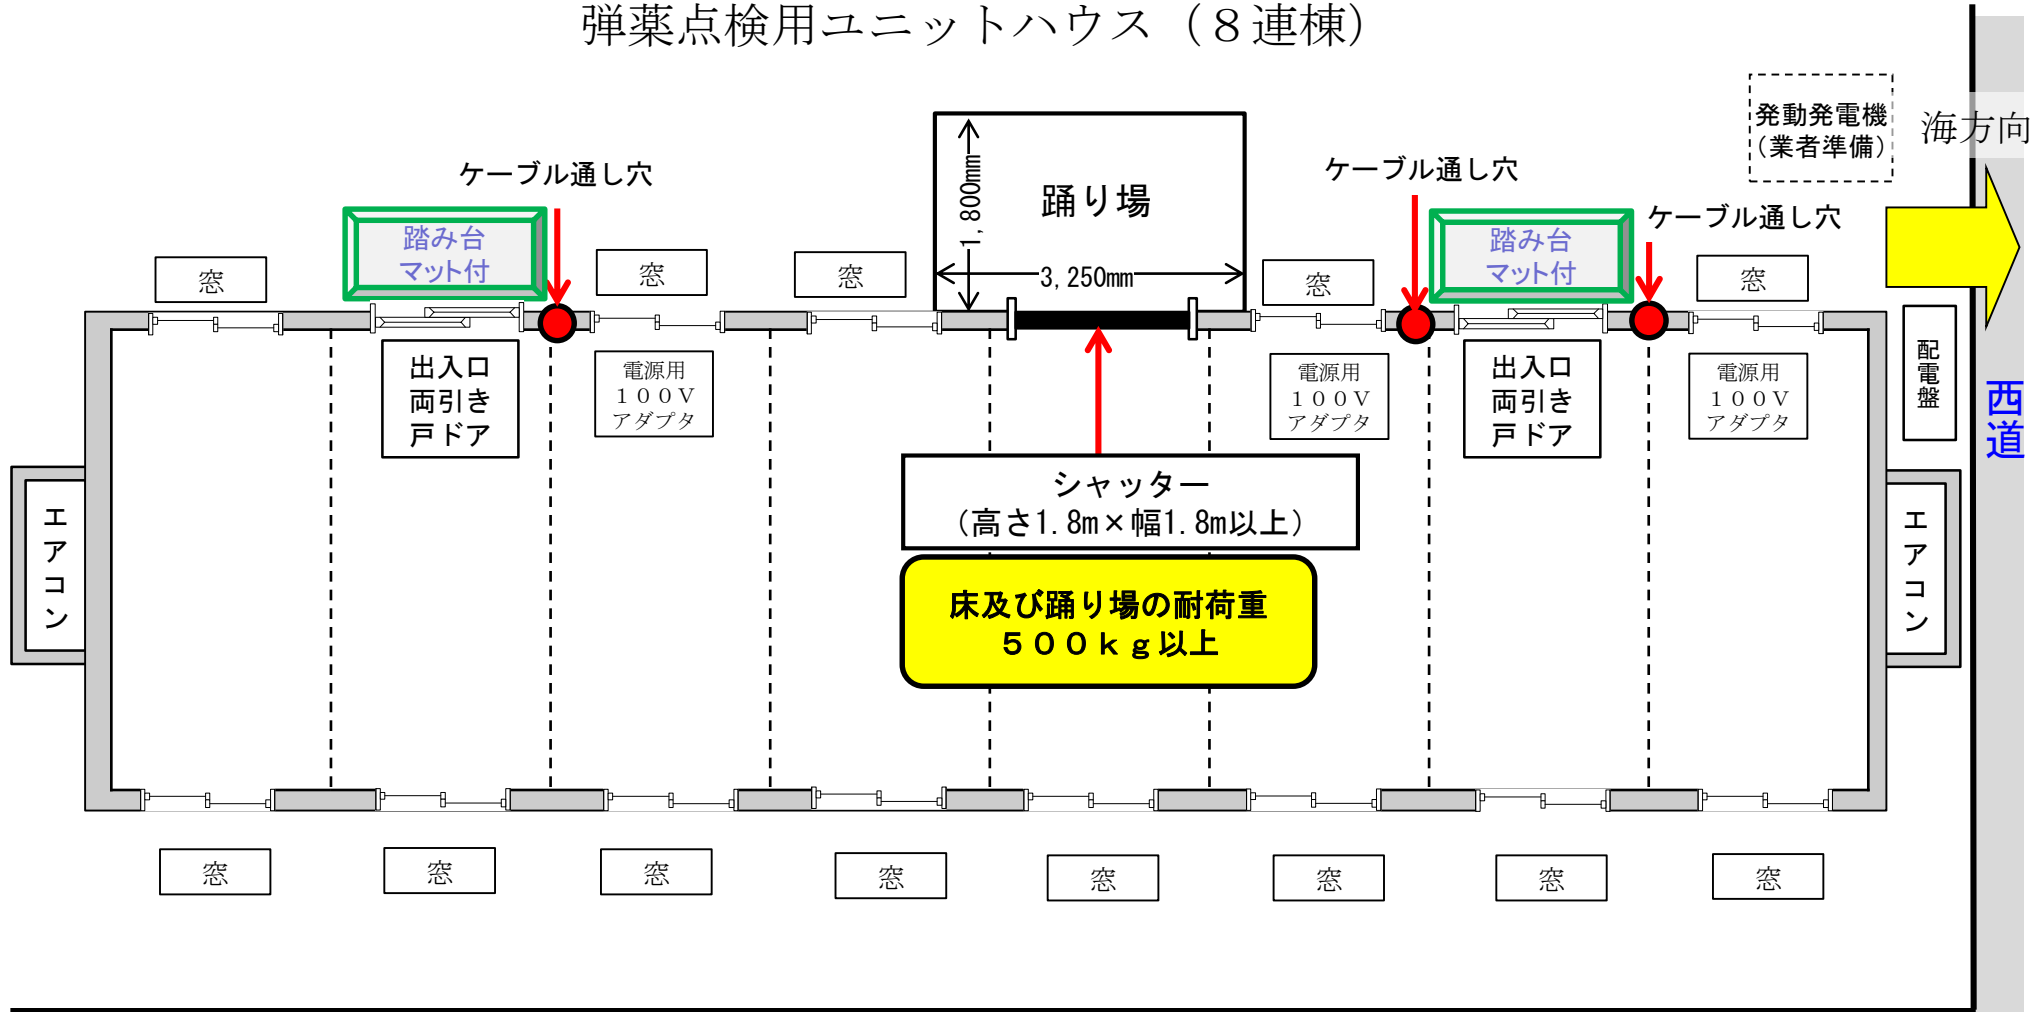 弾薬点検用ユニットハウス（８連棟）
発動発電機
（業者準備）
海方向
ケーブル通し穴
1,800mm
踊り場
3,250mm
ケーブル通し穴
ケーブル通し穴
踏み台
マット付
踏み台
マット付
窓
窓
窓
窓
窓
出入口
両引き
戸ドア
電源用
１００Ｖ
アダプタ
電源用
１００Ｖ
アダプタ
出入口
両引き
戸ドア
電源用
１００Ｖ
アダプタ
配電盤
西道
シャッター
（高さ1.8m×幅1.8m以上）
エアコン
エアコン
床及び踊り場の耐荷重
５００ｋｇ以上
窓
窓
窓
窓
窓
窓
窓
窓